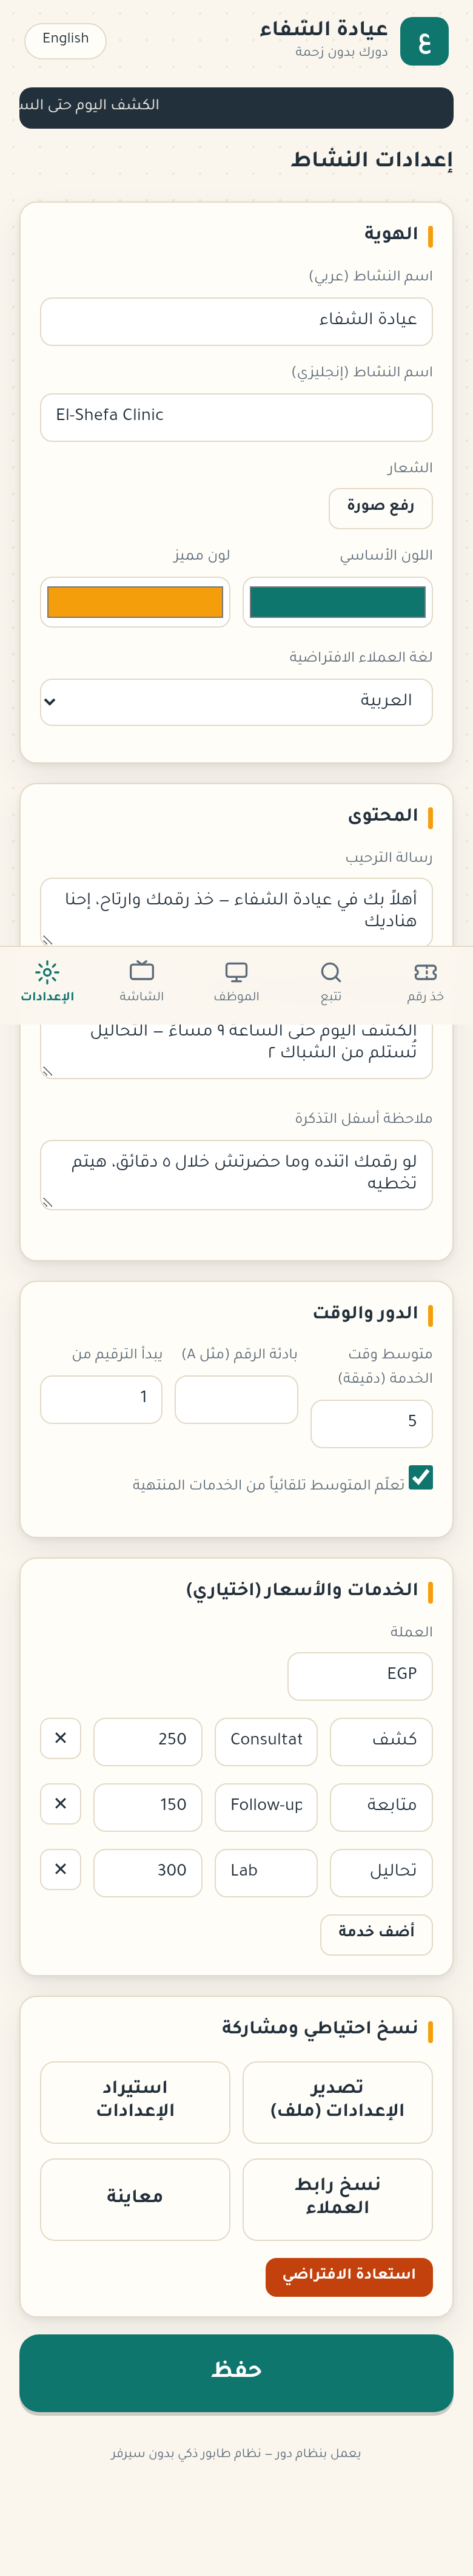 عيادة الشفاء
دورك بدون زحمة
ع
English
الكشف اليوم حتى
إعدادات النشاط
الهوية
اسم النشاط (عربي)
عيادة الشفاء
اسم النشاط (إنجليزي)
El-Shefa Clinic
الشعار
رفع صورة
اللون الأساسي
لون مميز
لغة العملاء الافتراضية
العربية
المحتوى
رسالة الترحيب
أهلاً بك في عيادة الشفاء – خذ رقمك وارتاح، إحنا
هناديك
خذ رقم
تتبع
الموظف
الشاشة
الإعدادات
الكشف اليوم حتى الساعة ٩ مساءً – التحاليل
تُستلم من الشباك ٢
ملاحظة أسفل التذكرة
لو رقمك اتنده وما حضرتش خلال ٥ دقائق، هيتم
تخطيه
الدور والوقت
متوسط وقت
الخدمة (دقيقة)
بادئة الرقم (مثل A)
يبدأ الترقيم من
5
1
تعلّم المتوسط تلقائياً من الخدمات المنتهية
الخدمات والأسعار (اختياري)
العملة
EGP
كشف
Consultat
250
✕
متابعة
Follow-up
150
✕
تحاليل
Lab
300
✕
أضف خدمة
نسخ احتياطي ومشاركة
تصدير
الإعدادات (ملف)
استيراد
الإعدادات
نسخ رابط
العملاء
معاينة
استعادة الافتراضي
حفظ
يعمل بنظام دور – نظام طابور ذكي بدون سيرفر